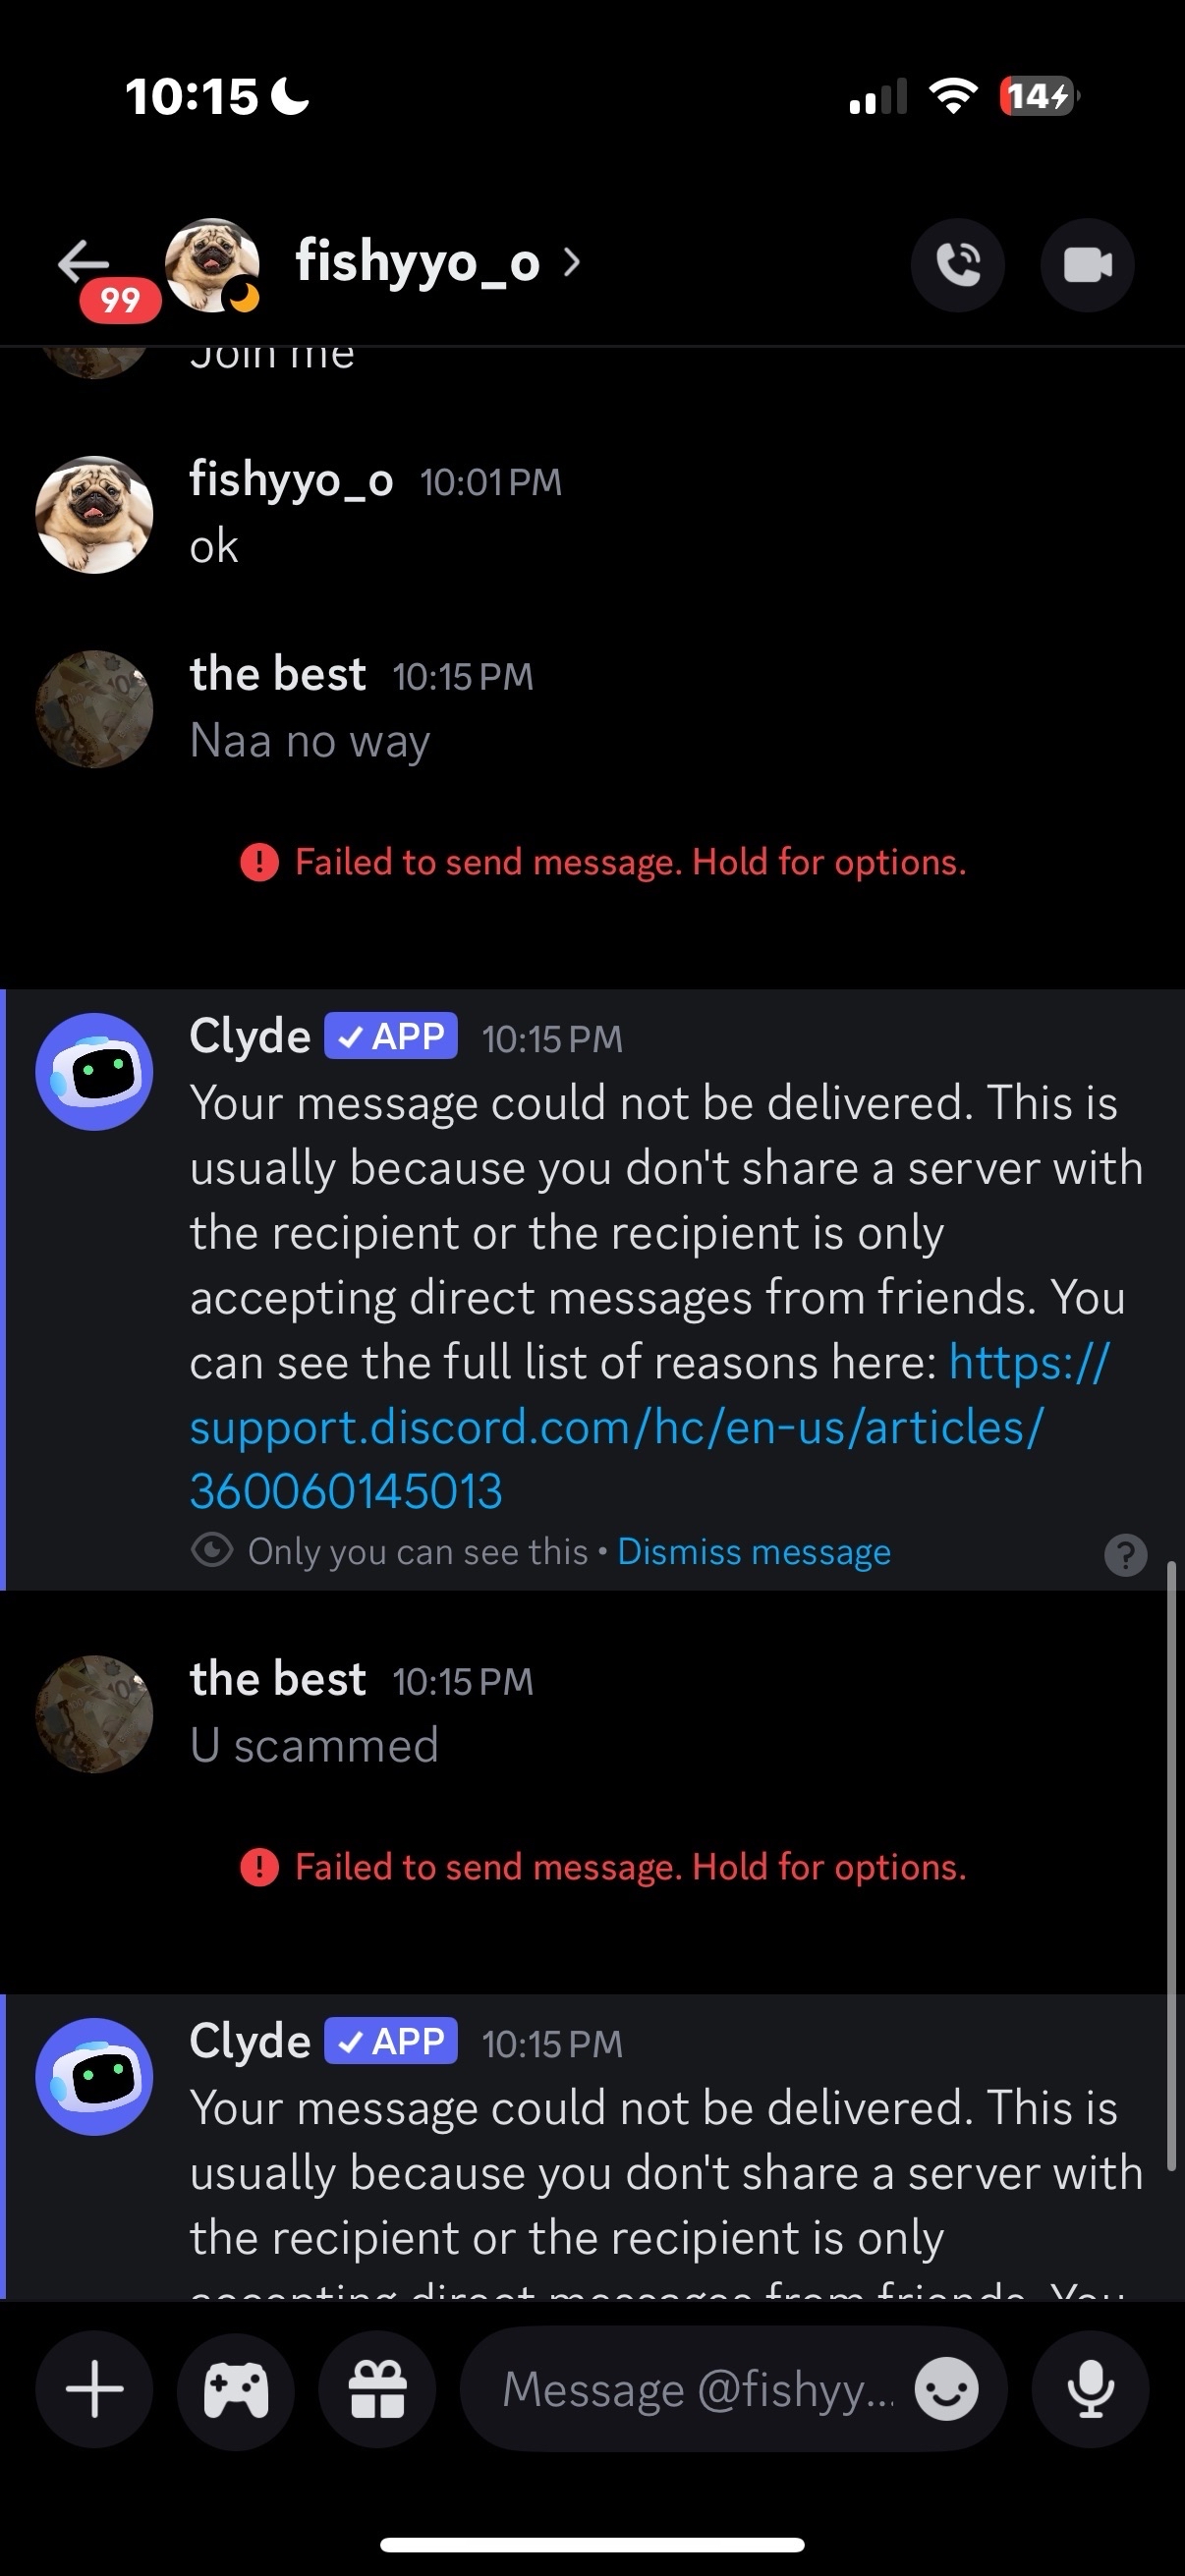 10:15
14
99
fishyyo_o
Join me
fishyyo_o 10:01 PM
ok
the best 10:15 PM
Naa no way
Failed to send message. Hold for options.
Clyde ✓ APP 10:15 PM
Your message could not be delivered. This is
usually because you don't share a server with
the recipient or the recipient is only
accepting direct messages from friends. You
can see the full list of reasons here: https://
support.discord.com/hc/en-us/articles/
360060145013
Only you can see this • Dismiss message
?
the best 10:15 PM
U scammed
Failed to send message. Hold for options.
Clyde ✓ APP 10:15 PM
Your message could not be delivered. This is
usually because you don't share a server with
the recipient or the recipient is only
accepting direct messages from friends. You
Message @fishyy...